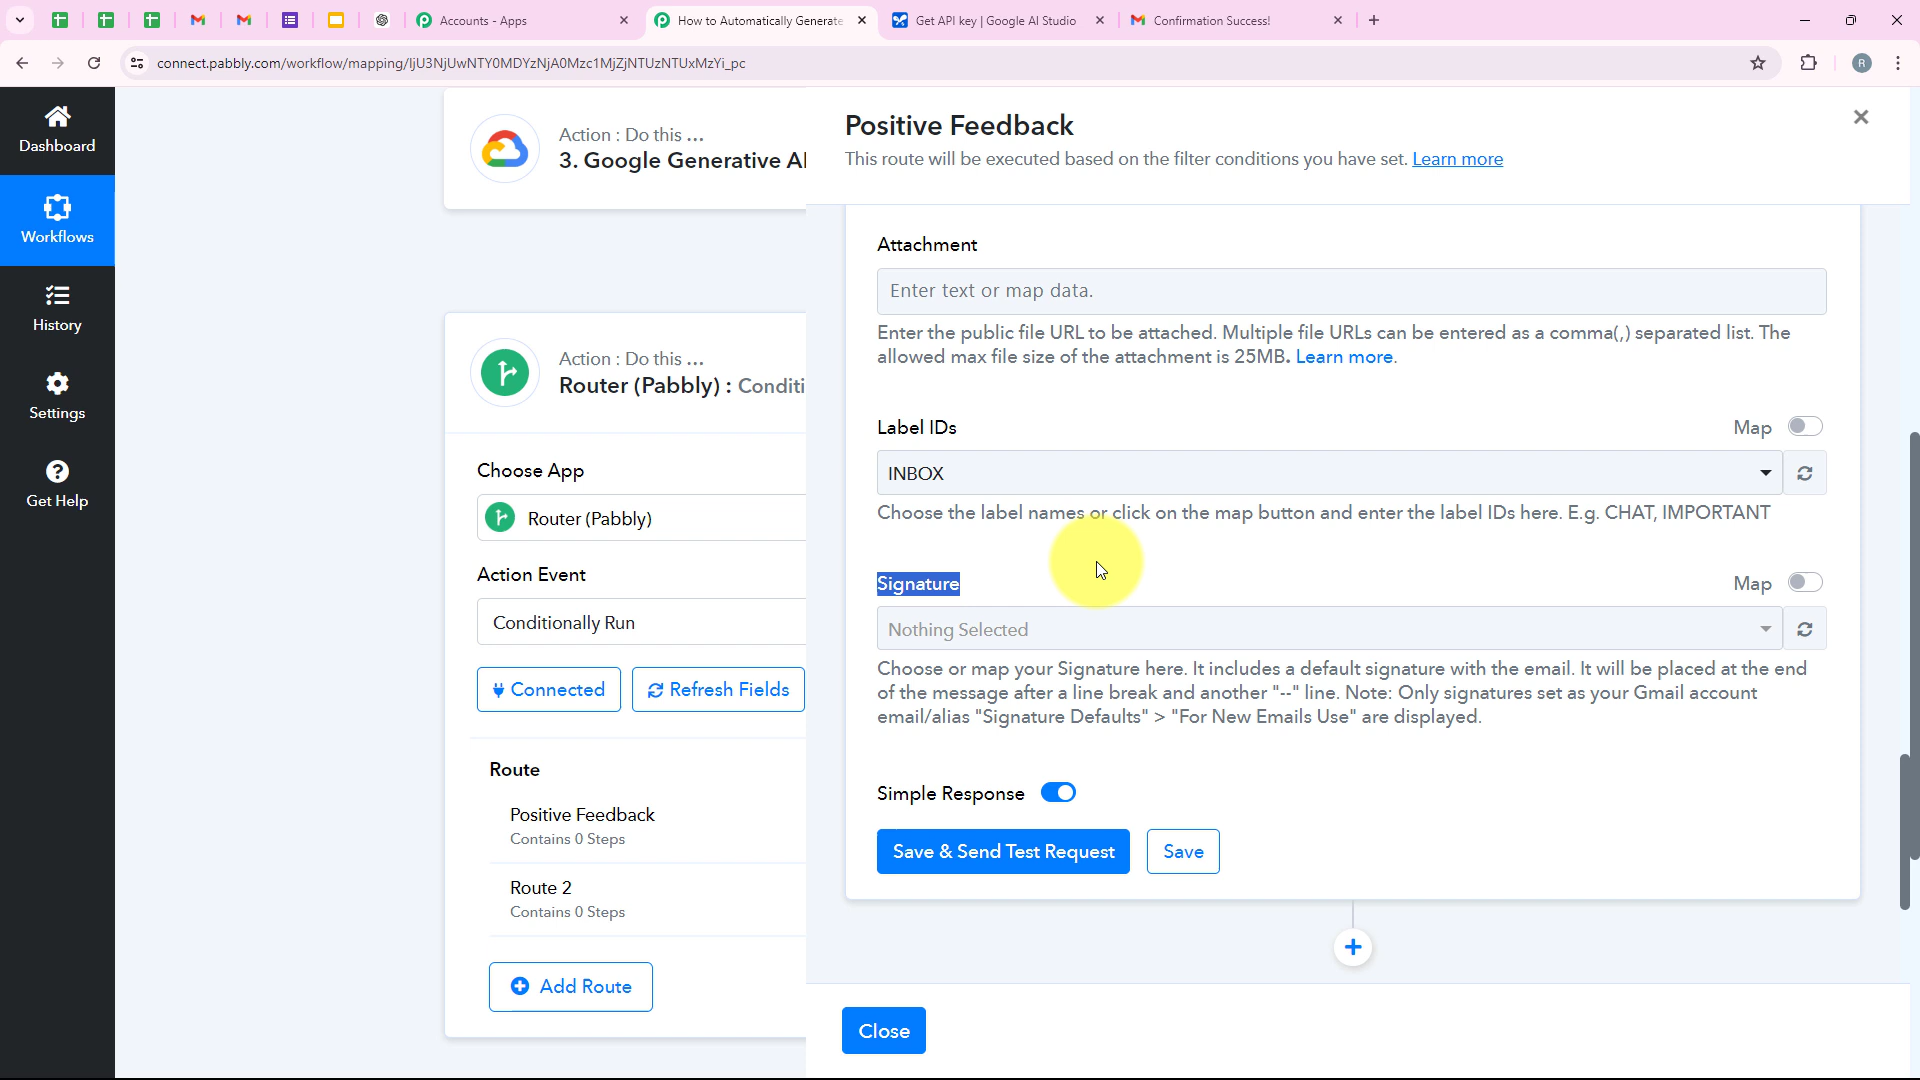 Accounts - Apps
How to Automatically Generate
Get API key | Google AI Studio
Confirmation Success!
connect.pabbly.com/workflow/mapping/IjU3NjUwNTY0MDYzNjA0Mzc1MjZjNTUzNTUxMzYi_pc
R
Dashboard
Workflows
History
Settings
Get Help
Action : Do this ...
3. Google Generative AI
Action : Do this ...
Router (Pabbly) : Conditi
Choose App
Router (Pabbly)
Action Event
Conditionally Run
Connected
Refresh Fields
Route
Positive Feedback
Contains 0 Steps
Route 2
Contains 0 Steps
Add Route
Positive Feedback
This route will be executed based on the filter conditions you have set. Learn more
Attachment
Enter text or map data.
Enter the public file URL to be attached. Multiple file URLs can be entered as a comma(,) separated list. The
allowed max file size of the attachment is 25MB. Learn more.
Label IDs
Map
INBOX
Choose the label names or click on the map button and enter the label IDs here. E.g. CHAT, IMPORTANT
Signature
Map
Nothing Selected
Choose or map your Signature here. It includes a default signature with the email. It will be placed at the end
of the message after a line break and another "--" line. Note: Only signatures set as your Gmail account
email/alias "Signature Defaults" > "For New Emails Use" are displayed.
Simple Response
Save & Send Test Request
Save
Close